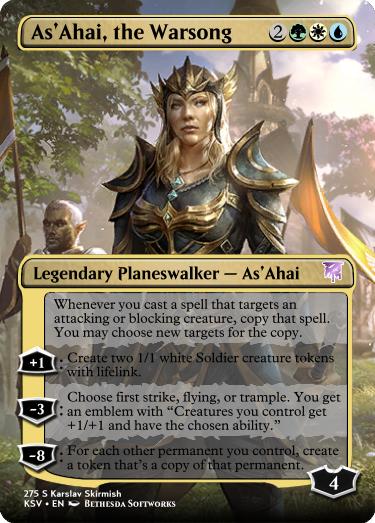 As'Ahai, the Warsong 2
Legendary Planeswalker — As'Ahai
Whenever you cast a spell that targets an
attacking or blocking creature, copy that spell.
You may choose new targets for the copy.
+1: Create two 1/1 white Soldier creature tokens
with lifelink.
Choose first strike, flying, or trample. You get
-3: an emblem with “Creatures you control get
+1/+1 and have the chosen ability.”
-8: For each other permanent you control, create
a token that's a copy of that permanent.
4
275 S Karslav Skirmish
KSV • EN Bethesda Softworks